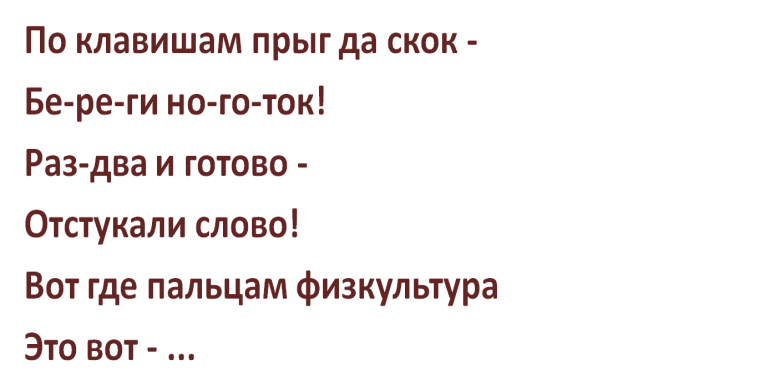 По клавишам прыг да скок -
Бе-ре-ги но-го-ток!
Раз-два и готово -
Отстукали слово!
Вот где пальцам физкультура
Это вот - ...